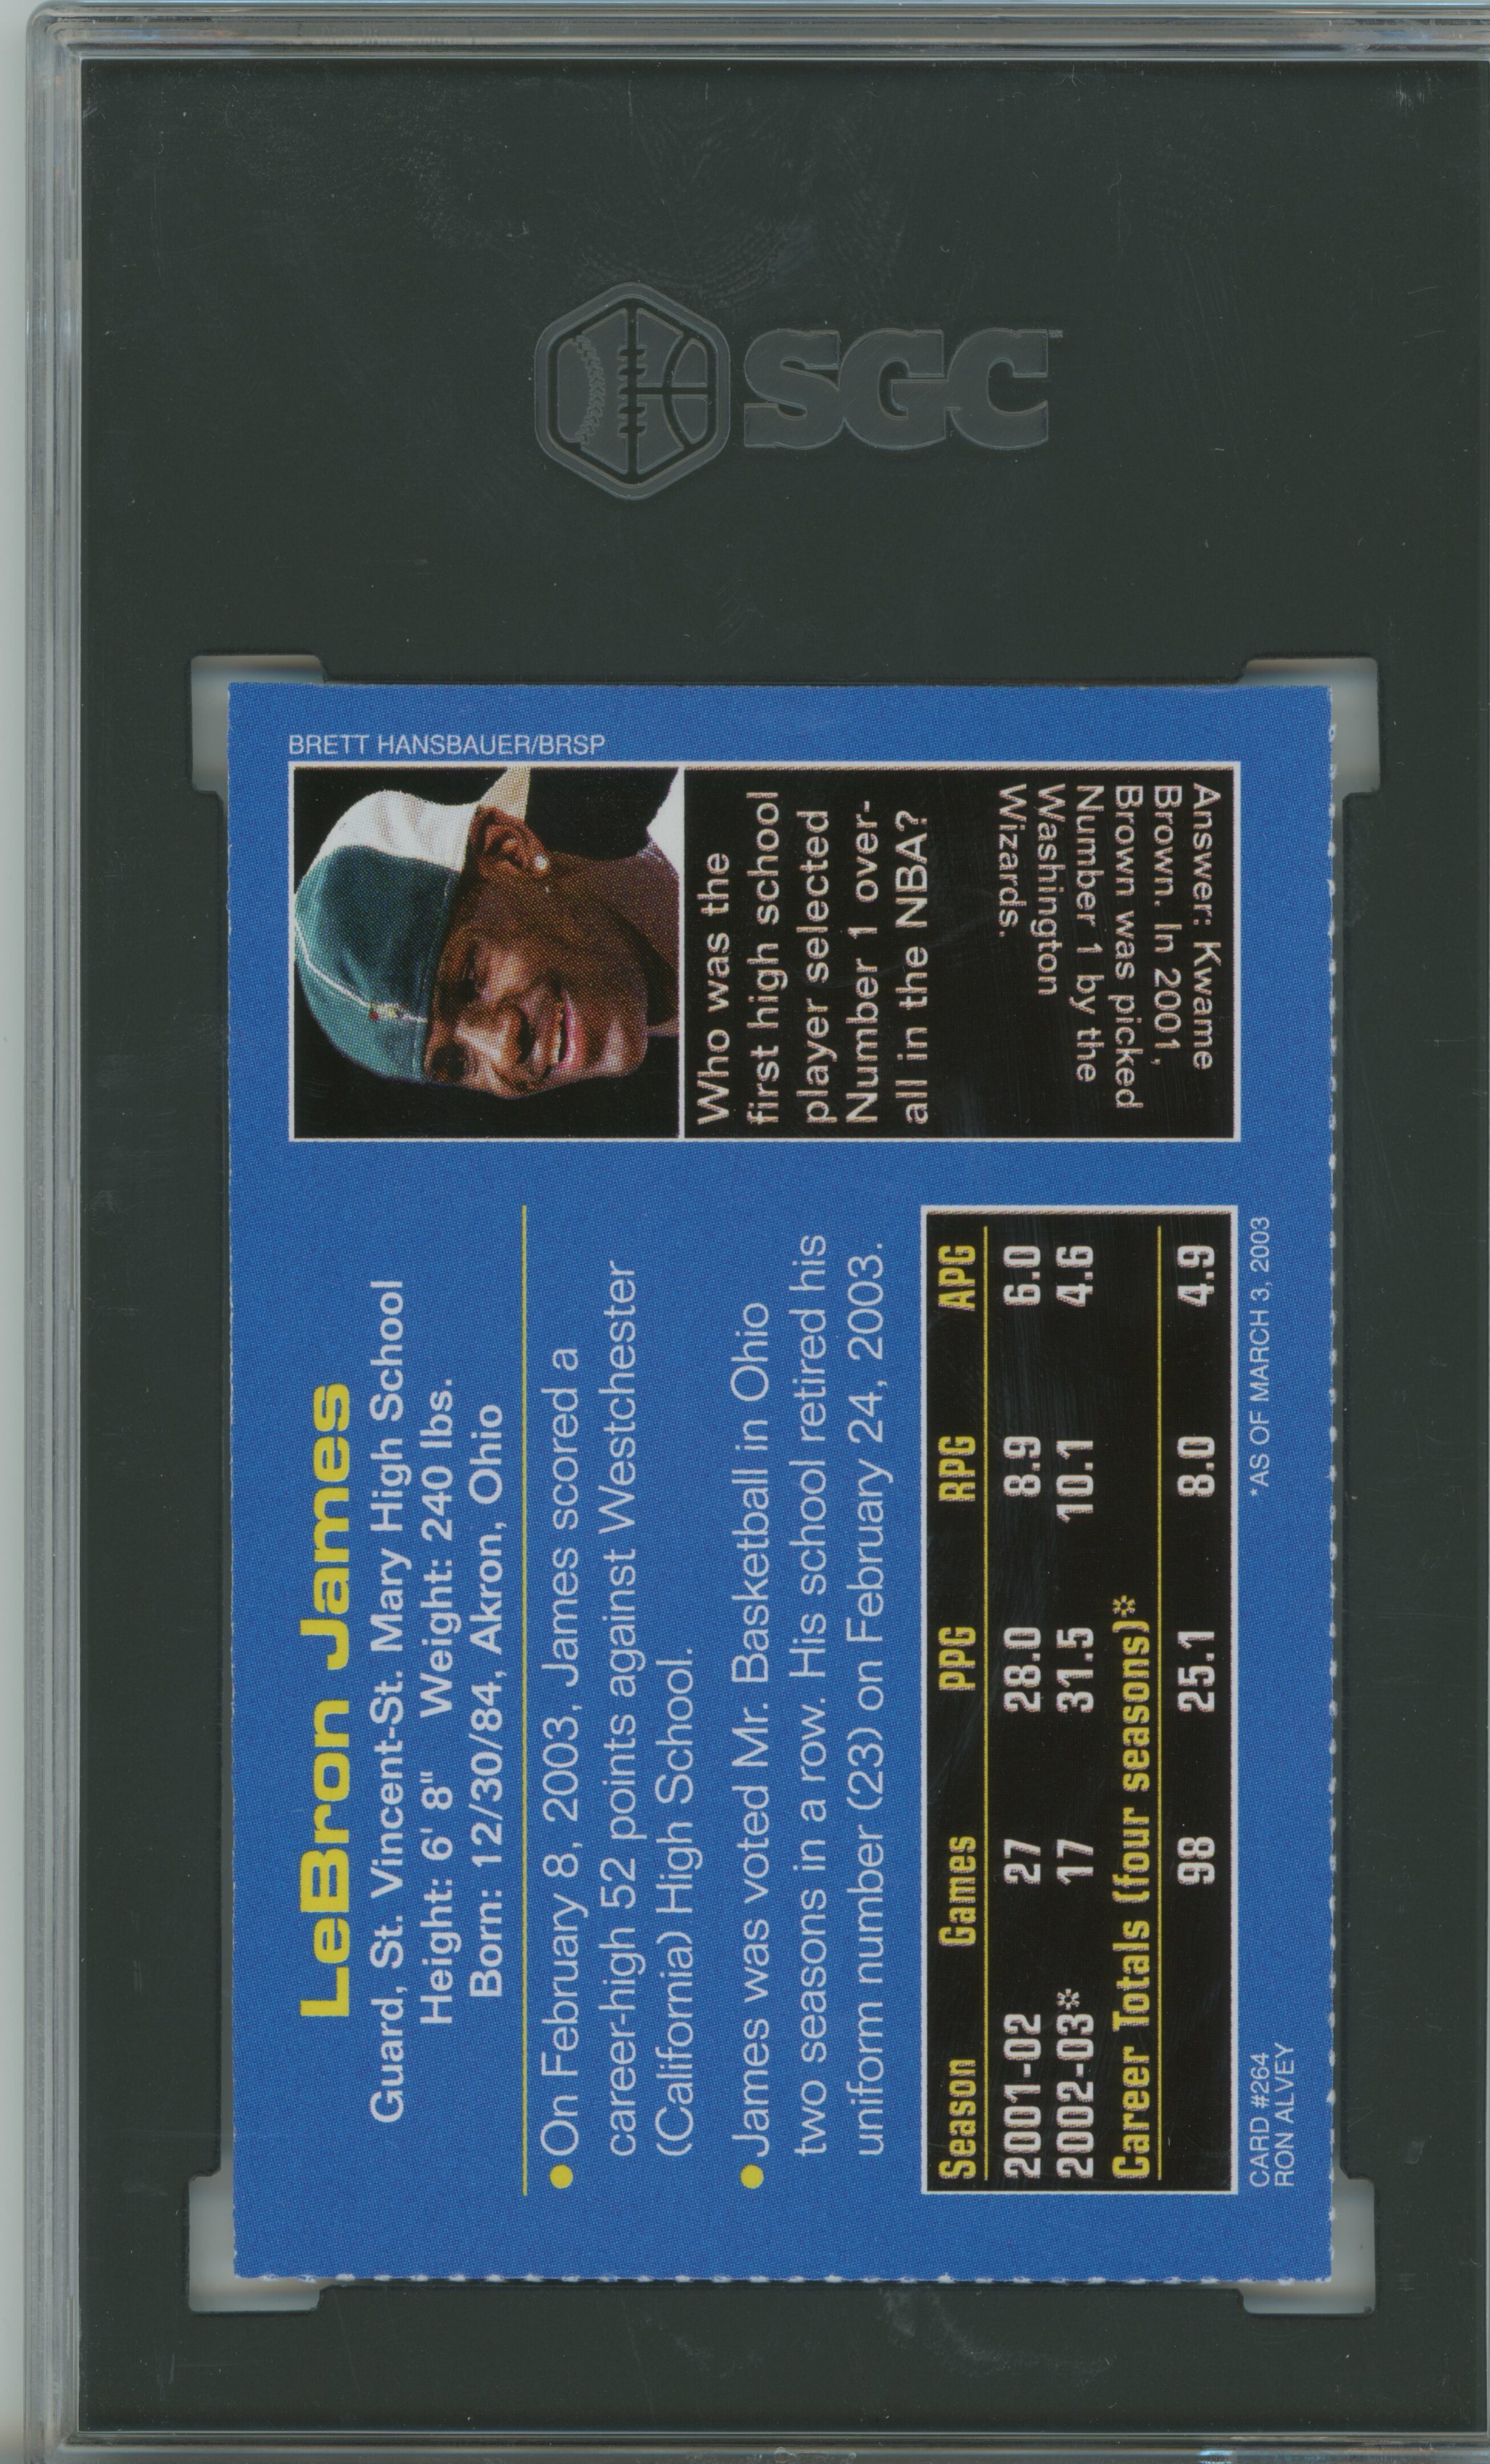 SGC
BRETT HANSBAUER/BRSP
LeBron James
Guard, St. Vincent-St. Mary High School
Height: 6' 8" Weight: 240 lbs.
Born: 12/30/84, Akron, Ohio
● On February 8, 2003, James scored a
career-high 52 points against Westchester
(California) High School.
● James was voted Mr. Basketball in Ohio
two seasons in a row. His school retired his
uniform number (23) on February 24, 2003.
Season Games PPG RPG APG
2001-02 27 28.0 8.9 6.0
2002-03* 17 31.5 10.1 4.6
Career Totals (four seasons)*
98 25.1 8.0 4.9
CARD #264
RON ALVEY
*AS OF MARCH 3, 2003
Who was the
first high school
player selected
Number 1 over-
all in the NBA?
Answer: Kwame
Brown. In 2001,
Brown was picked
Number 1 by the
Washington
Wizards.